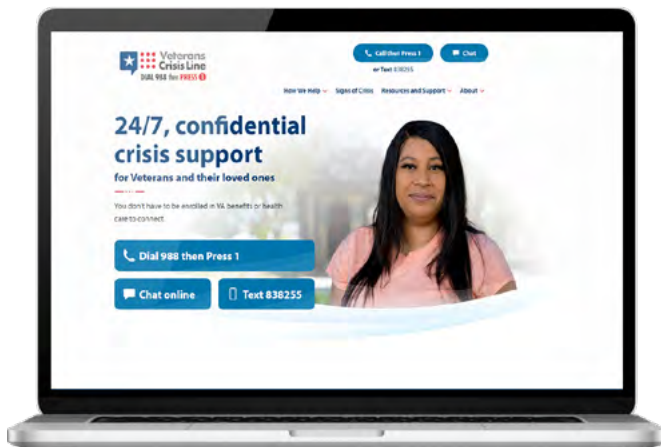 Veterans
Crisis Line
DIAL 988 then PRESS 1
Call then Press 1
Chat
or Text 838255
How We Help
Signs of Crisis
Resources and Support
About
24/7, confidential
crisis support
for Veterans and their loved ones
You don't have to be enrolled in VA benefits or health
care to connect.
Dial 988 then Press 1
Chat online
Text 838255